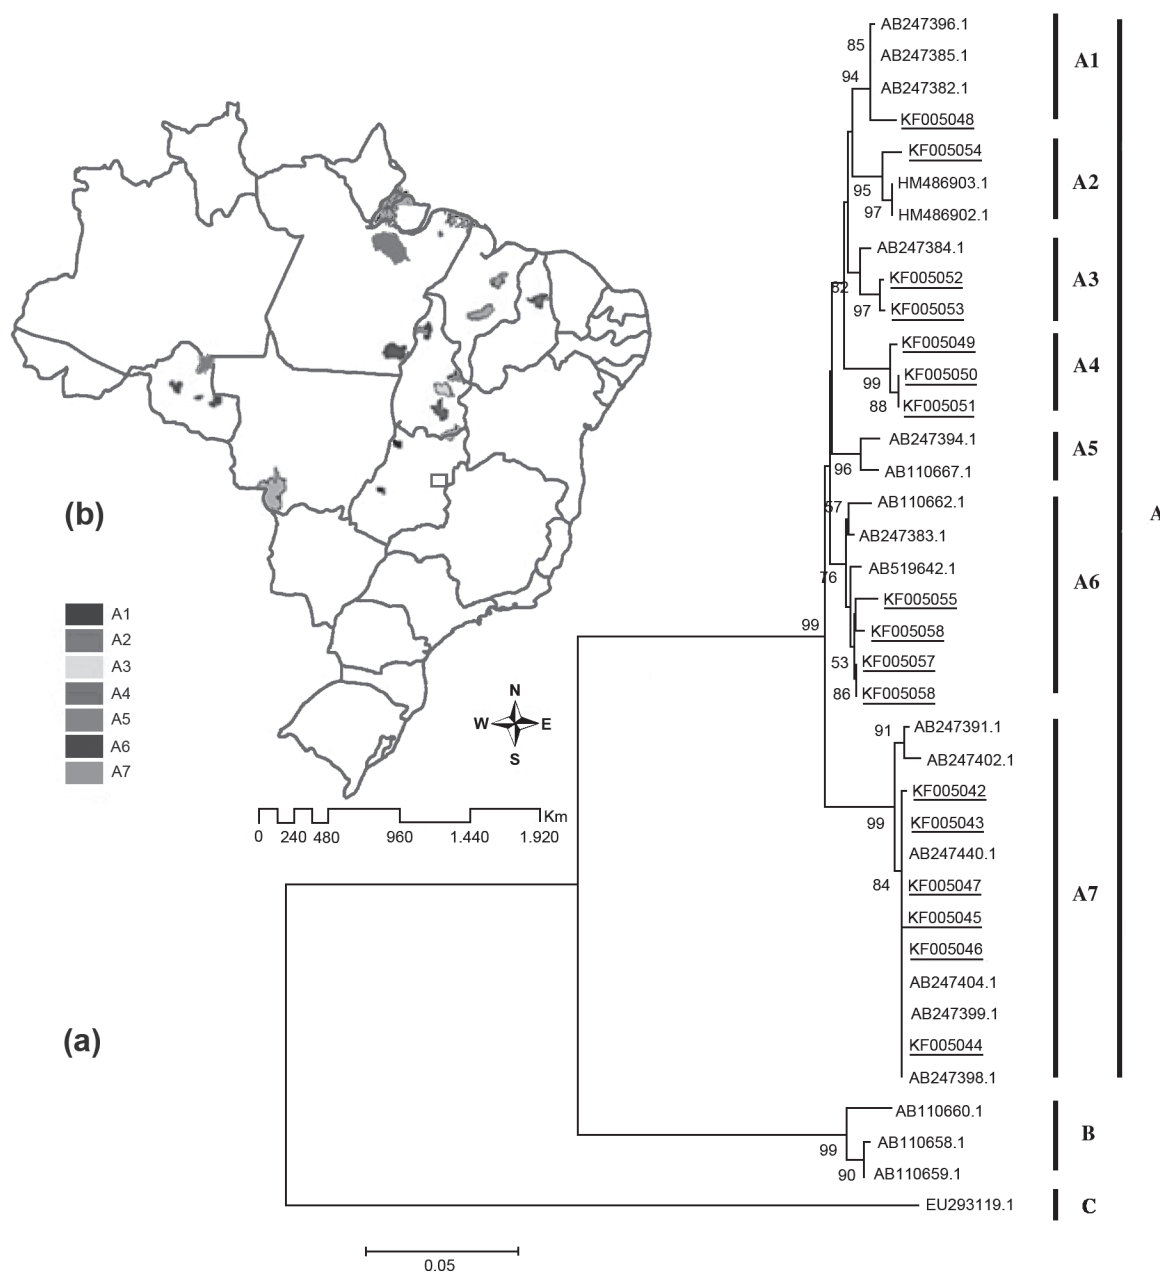 AB247396.1
85
AB247385.1
A1
94
AB247382.1
KF005048
KF005054
95
HM486903.1
A2
97
HM486902.1
AB247384.1
82
KF005052
A3
97
KF005053
KF005049
99
KF005050
A4
88
KF005051
AB247394.1
A5
96
AB110667.1
57
AB110662.1
A
AB247383.1
76
AB519642.1
A6
KF005055
99
KF005058
53
KF005057
86
KF005058
91
AB247391.1
AB247402.1
KF005042
99
KF005043
AB247440.1
84
KF005047
A7
KF005045
KF005046
AB247404.1
AB247399.1
KF005044
AB247398.1
AB110660.1
B
99
AB110658.1
90
AB110659.1
EU293119.1
C
0.05
(b)
A1
A2
A3
A4
A5
A6
A7
N
W E
S
Km
0 240 480 960 1.440 1.920
(a)